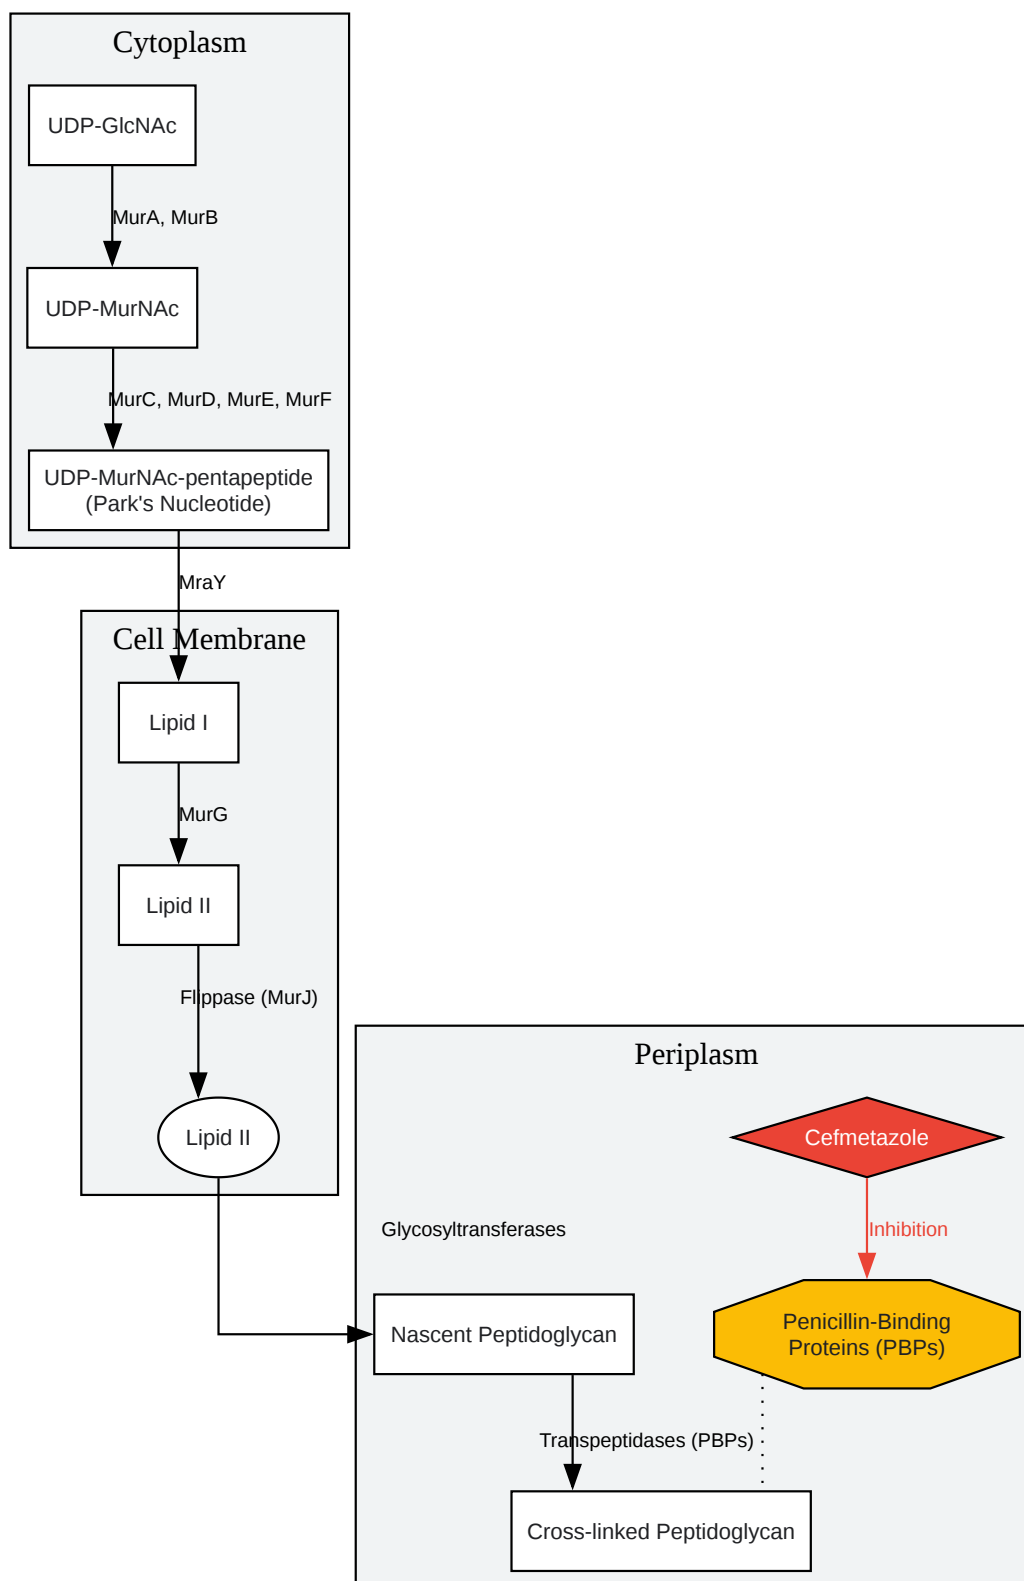 Cytoplasm
UDP-GlcNAc
MurA, MurB
UDP-MurNAc
MurC, MurD, MurE, MurF
UDP-MurNAc-pentapeptide
(Park's Nucleotide)
MraY
Cell Membrane
Lipid I
MurG
Lipid II
Flippase (MurJ)
Lipid II
Periplasm
Cefmetazole
Glycosyltransferases
Inhibition
Nascent Peptidoglycan
Penicillin-Binding
Proteins (PBPs)
Transpeptidases (PBPs)
Cross-linked Peptidoglycan